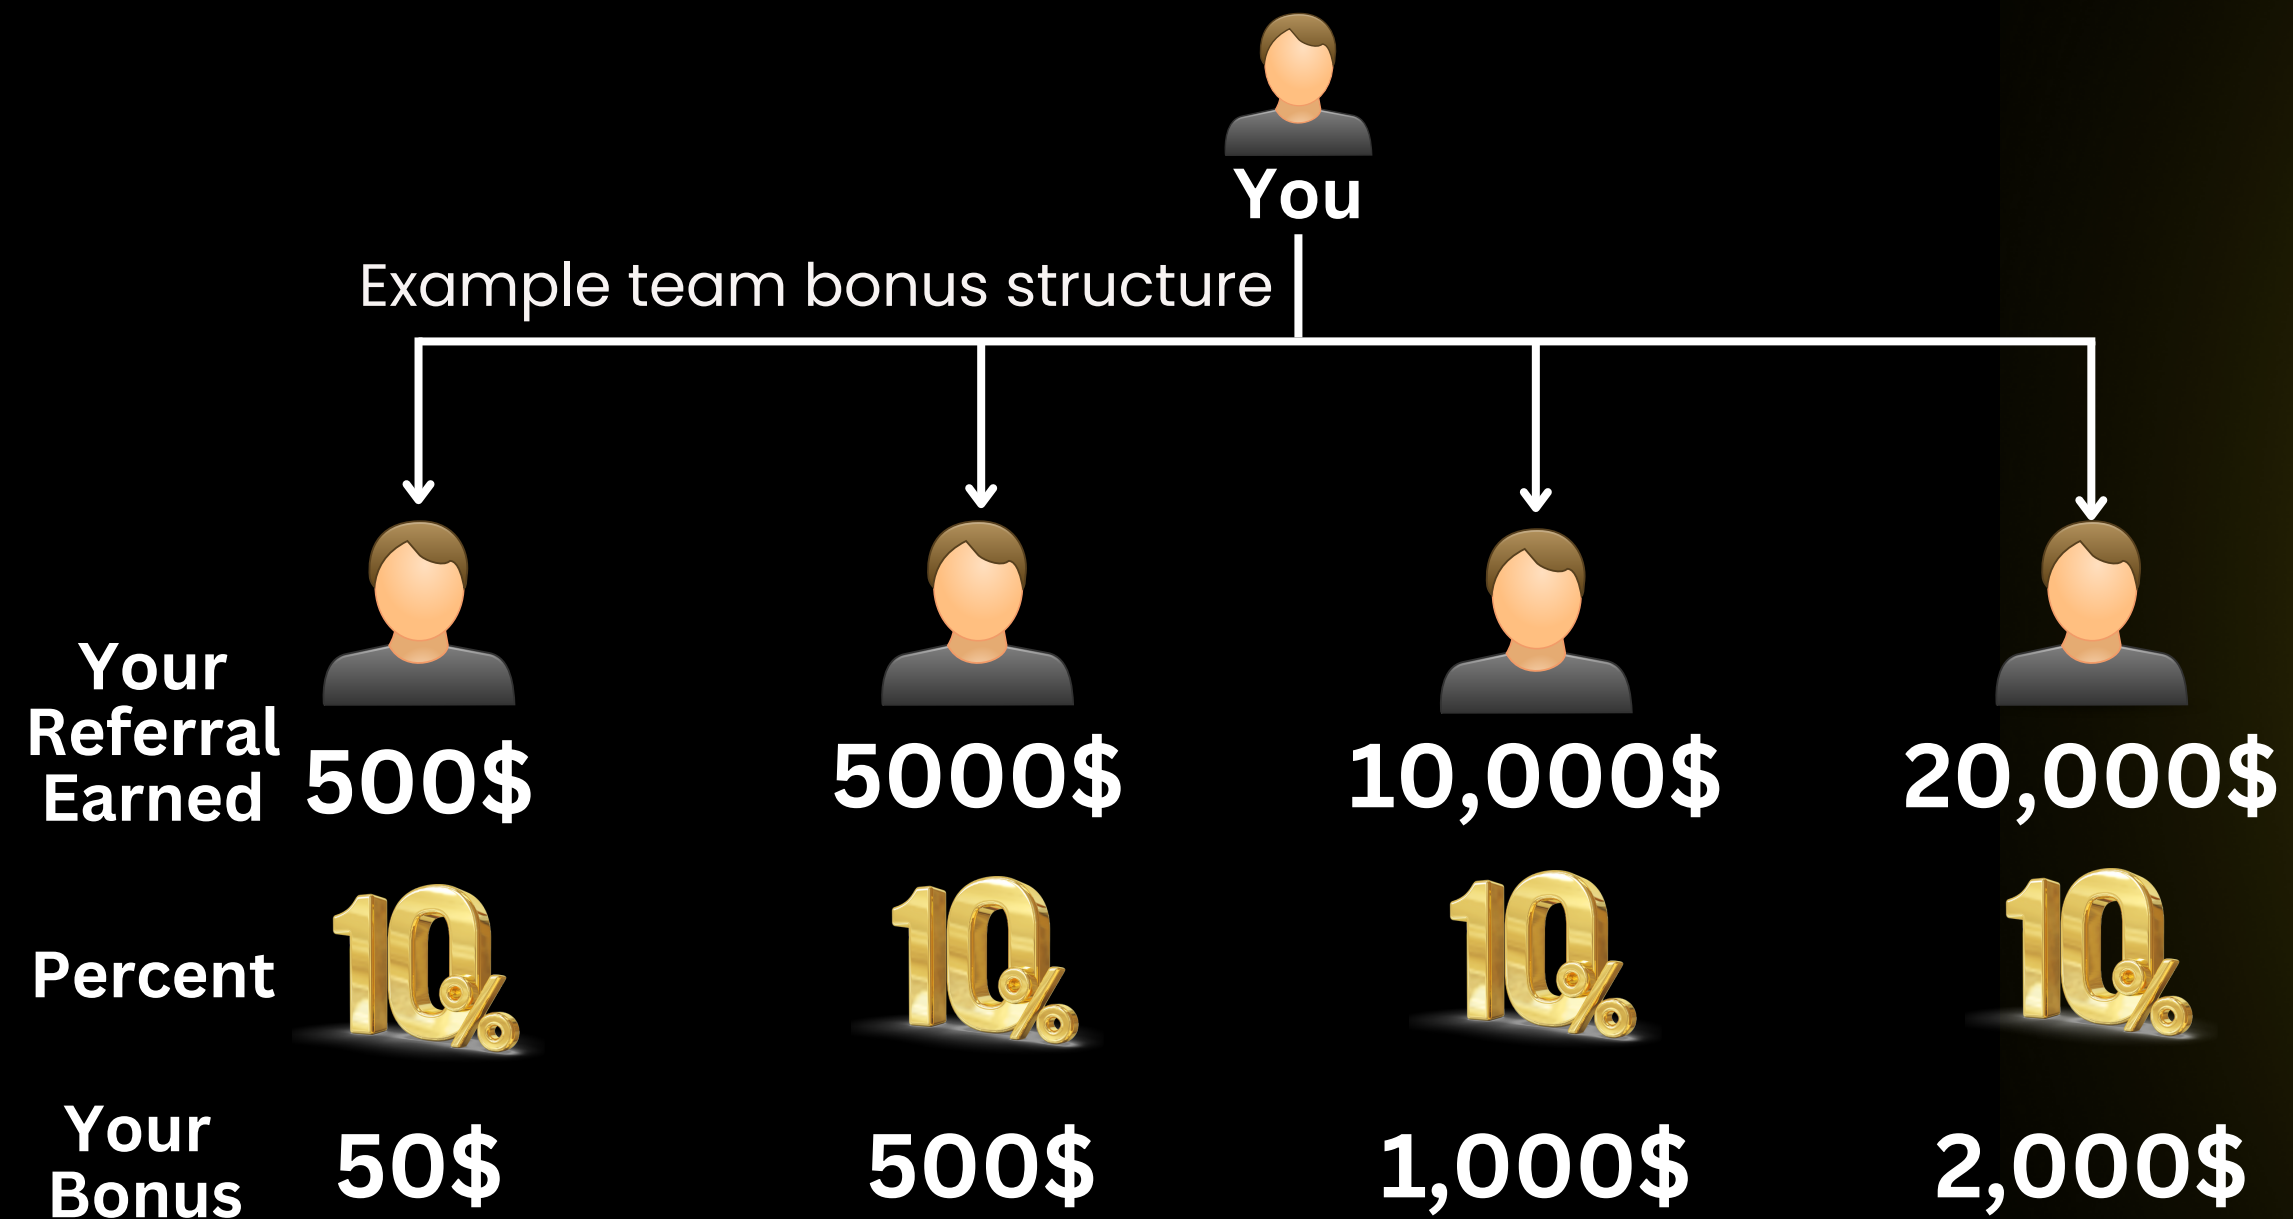 You
Example team bonus structure
Your
Referral
Earned
500$ 5000$ 10,000$ 20,000$
Percent
10% 10% 10% 10%
Your
Bonus
50$ 500$ 1,000$ 2,000$